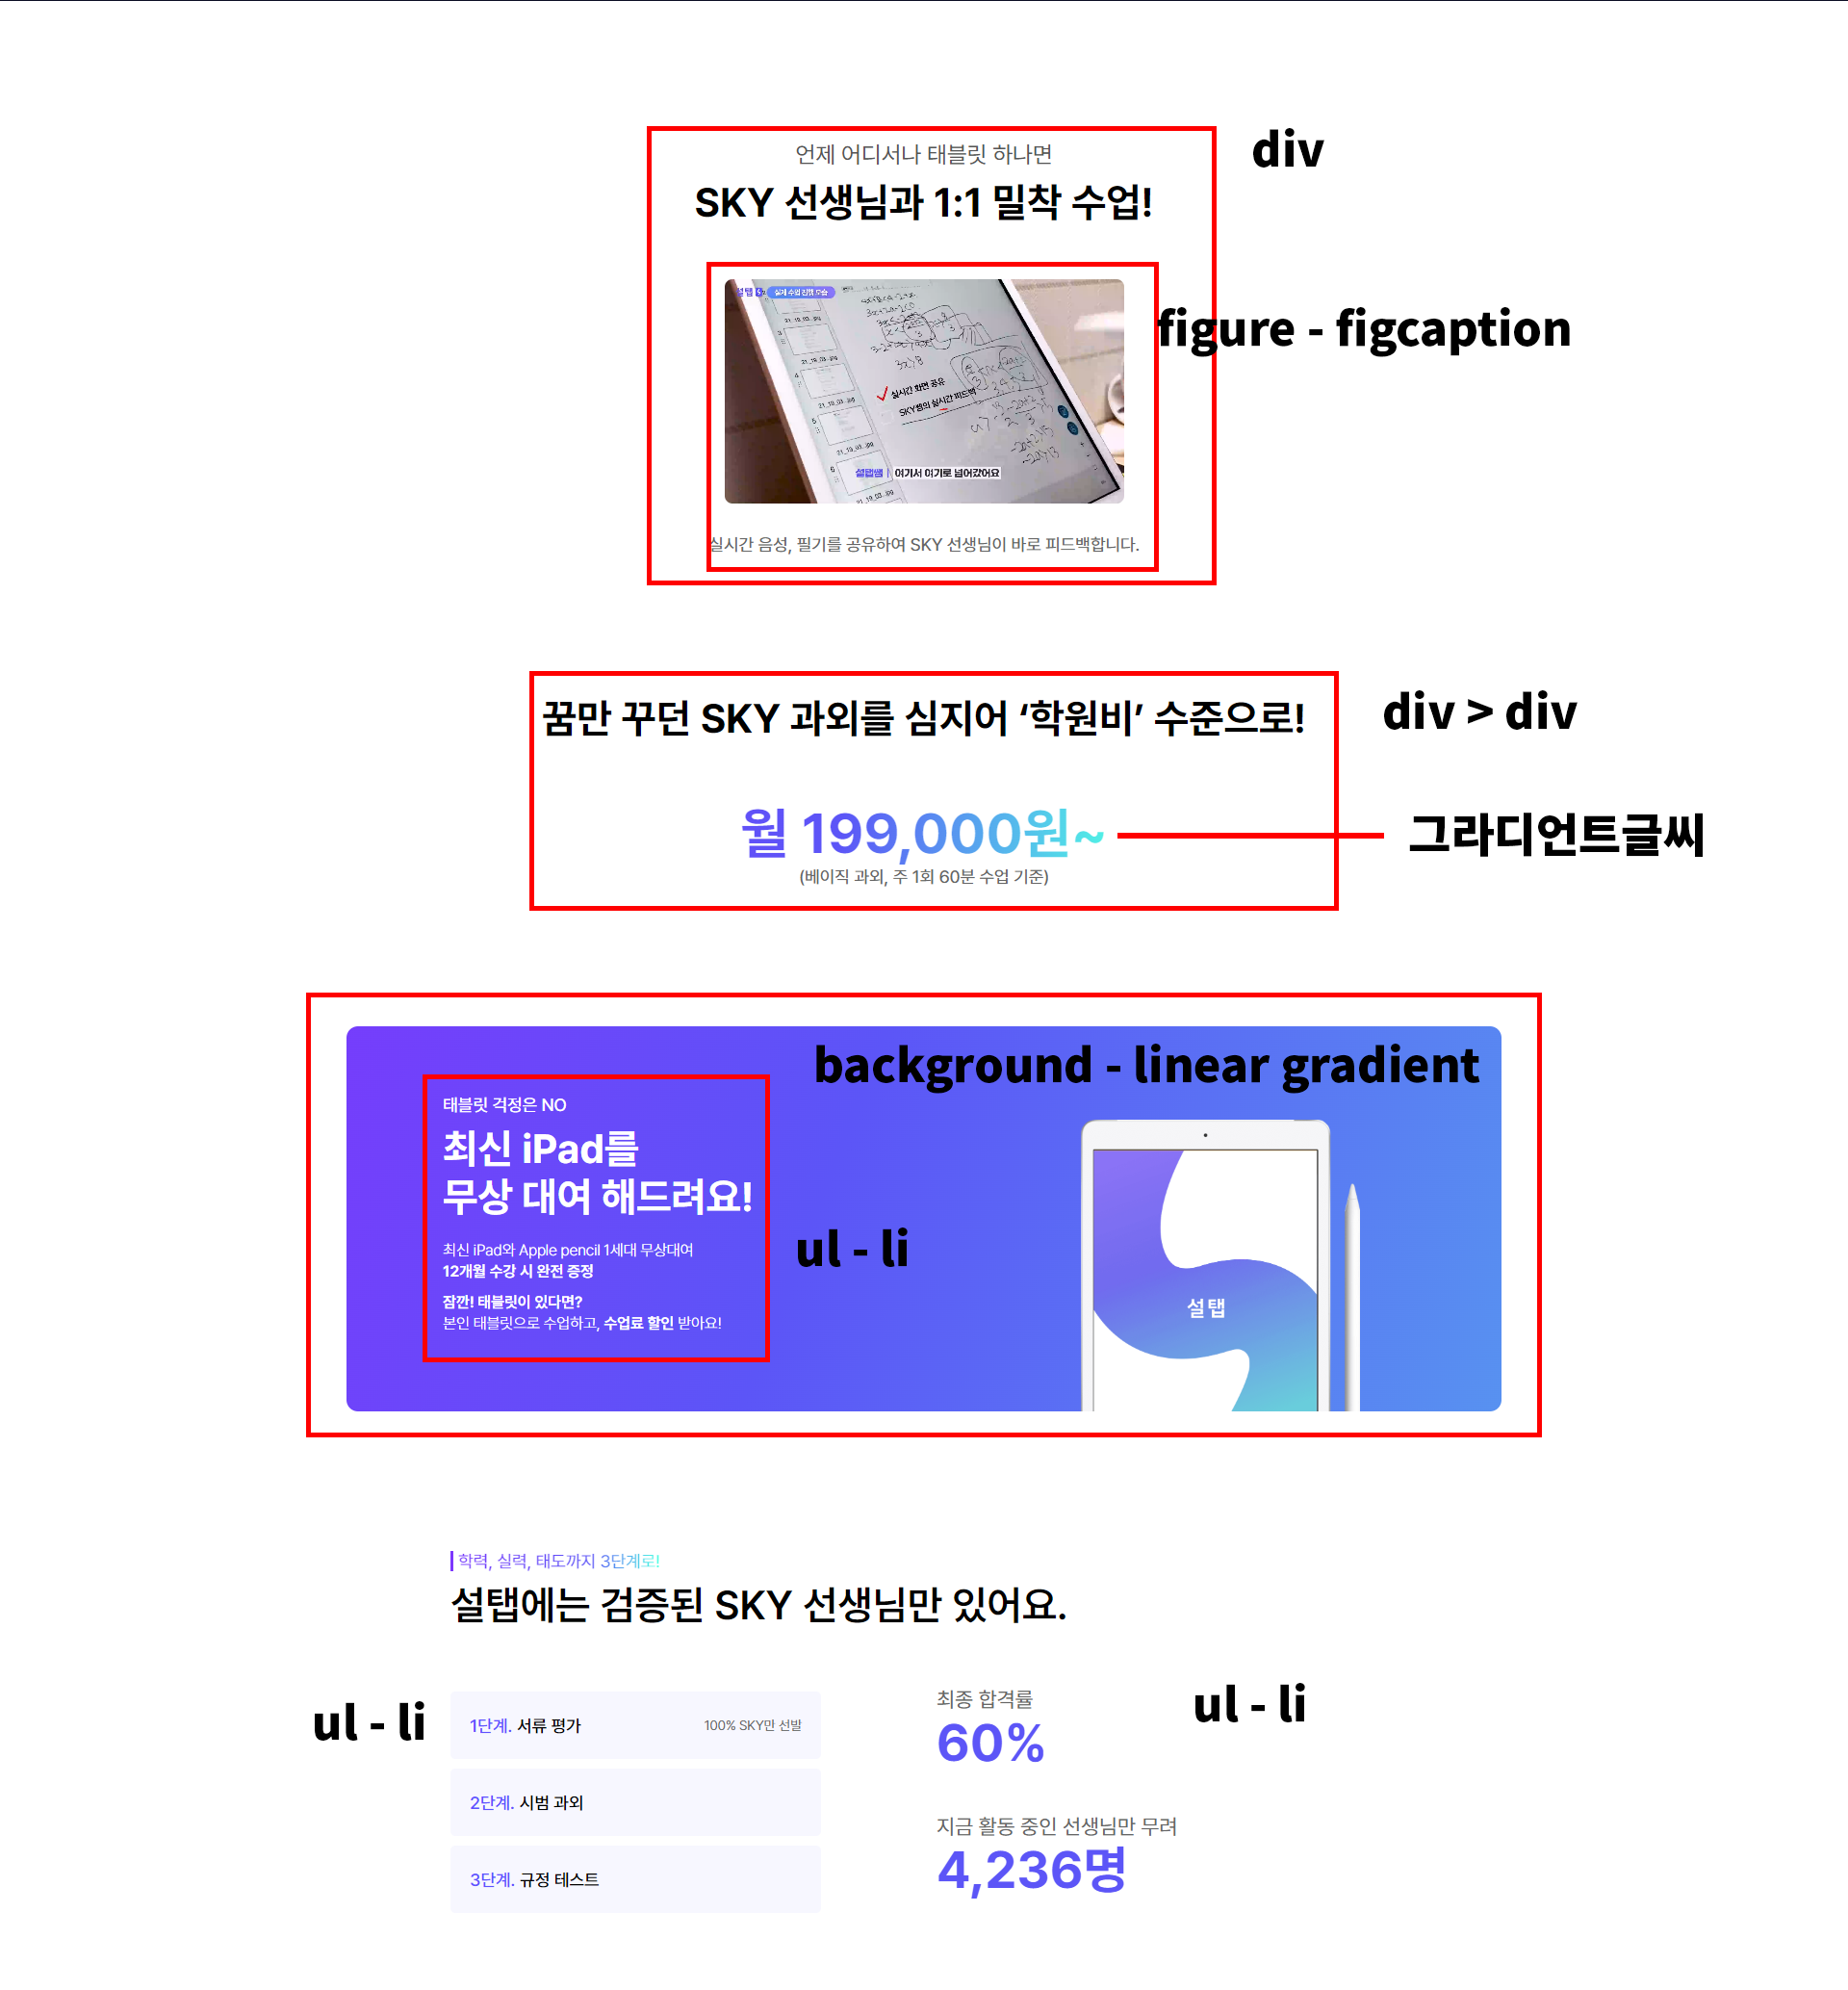 언제 어디서나 태블릿 하나면
div
SKY 선생님과 1:1 밀착 수업!
설탭
실제 수업 진행 모습
figure - figcaption
3x>8
실시간 화면 공유
SKY쌤의 실시간 피드백
설탭쌤 | 여기서 여기로 넘어갔어요
실시간 음성, 필기를 공유하여 SKY 선생님이 바로 피드백합니다.
꿈만 꾸던 SKY 과외를 심지어 ‘학원비’ 수준으로!
div > div
월 199,000원~
그라디언트글씨
(베이직 과외, 주 1회 60분 수업 기준)
background - linear gradient
태블릿 걱정은 NO
최신 iPad를
무상 대여 해드려요!
ul - li
최신 iPad와 Apple pencil 1세대 무상대여
12개월 수강 시 완전 증정
잠깐! 태블릿이 있다면?
본인 태블릿으로 수업하고, 수업료 할인 받아요!
설탭
학력, 실력, 태도까지 3단계로!
설탭에는 검증된 SKY 선생님만 있어요.
ul - li
1단계. 서류 평가
100% SKY만 선발
2단계. 시범 과외
3단계. 규정 테스트
최종 합격률
60%
ul - li
지금 활동 중인 선생님만 무려
4,236명